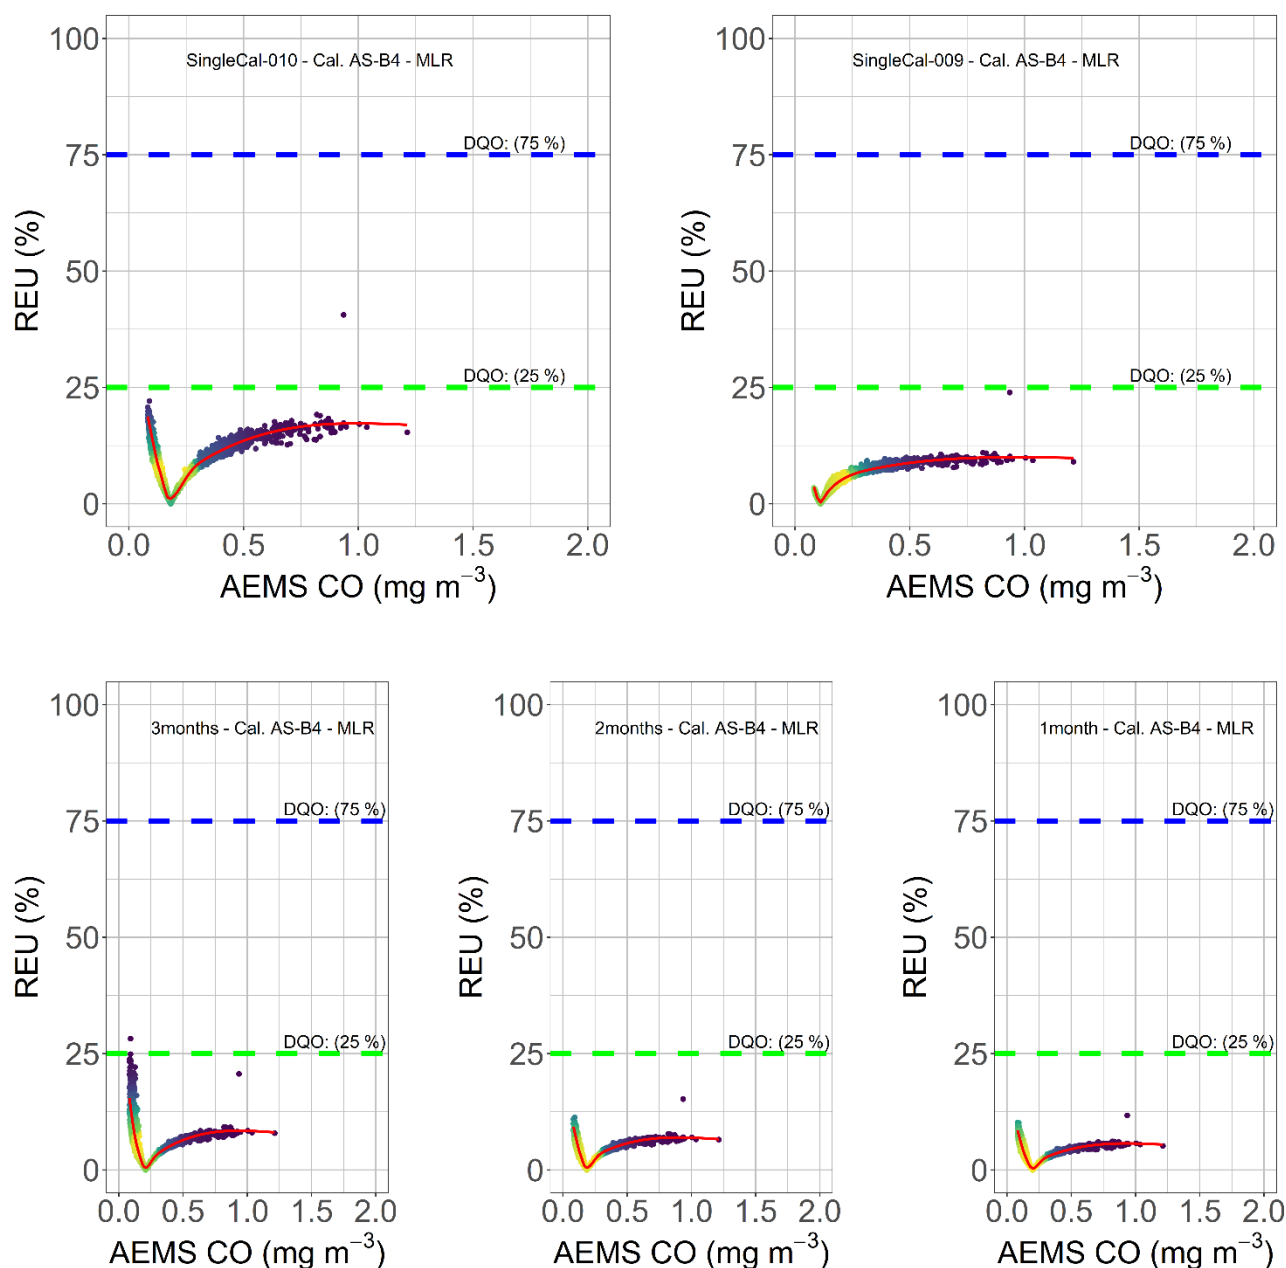 SingleCal-010 - Cal. AS-B4 - MLR
100
75
50
25
0
DQO: (75 %)
DQO: (25 %)
REU (%)
0.0 0.5 1.0 1.5 2.0
AEMS CO (mg m⁻³)
SingleCal-009 - Cal. AS-B4 - MLR
100
75
50
25
0
DQO: (75 %)
DQO: (25 %)
REU (%)
0.0 0.5 1.0 1.5 2.0
AEMS CO (mg m⁻³)
3months - Cal. AS-B4 - MLR
100
75
50
25
0
DQO: (75 %)
DQO: (25 %)
REU (%)
0.0 0.5 1.0 1.5 2.0
AEMS CO (mg m⁻³)
2months - Cal. AS-B4 - MLR
100
75
50
25
0
DQO: (75 %)
DQO: (25 %)
REU (%)
0.0 0.5 1.0 1.5 2.0
AEMS CO (mg m⁻³)
1month - Cal. AS-B4 - MLR
100
75
50
25
0
DQO: (75 %)
DQO: (25 %)
REU (%)
0.0 0.5 1.0 1.5 2.0
AEMS CO (mg m⁻³)